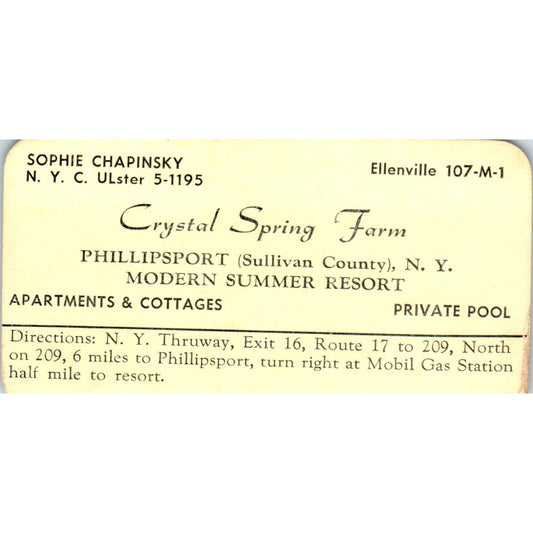 SOPHIE CHAPINSKY
N. Y. C. ULster 5-1195
Ellenville 107-M-1
Crystal Spring Farm
PHILLIPSPORT (Sullivan County), N. Y.
MODERN SUMMER RESORT
APARTMENTS & COTTAGES
PRIVATE POOL
Directions: N. Y. Thruway, Exit 16, Route 17 to 209, North
on 209, 6 miles to Phillipsport, turn right at Mobil Gas Station
half mile to resort.